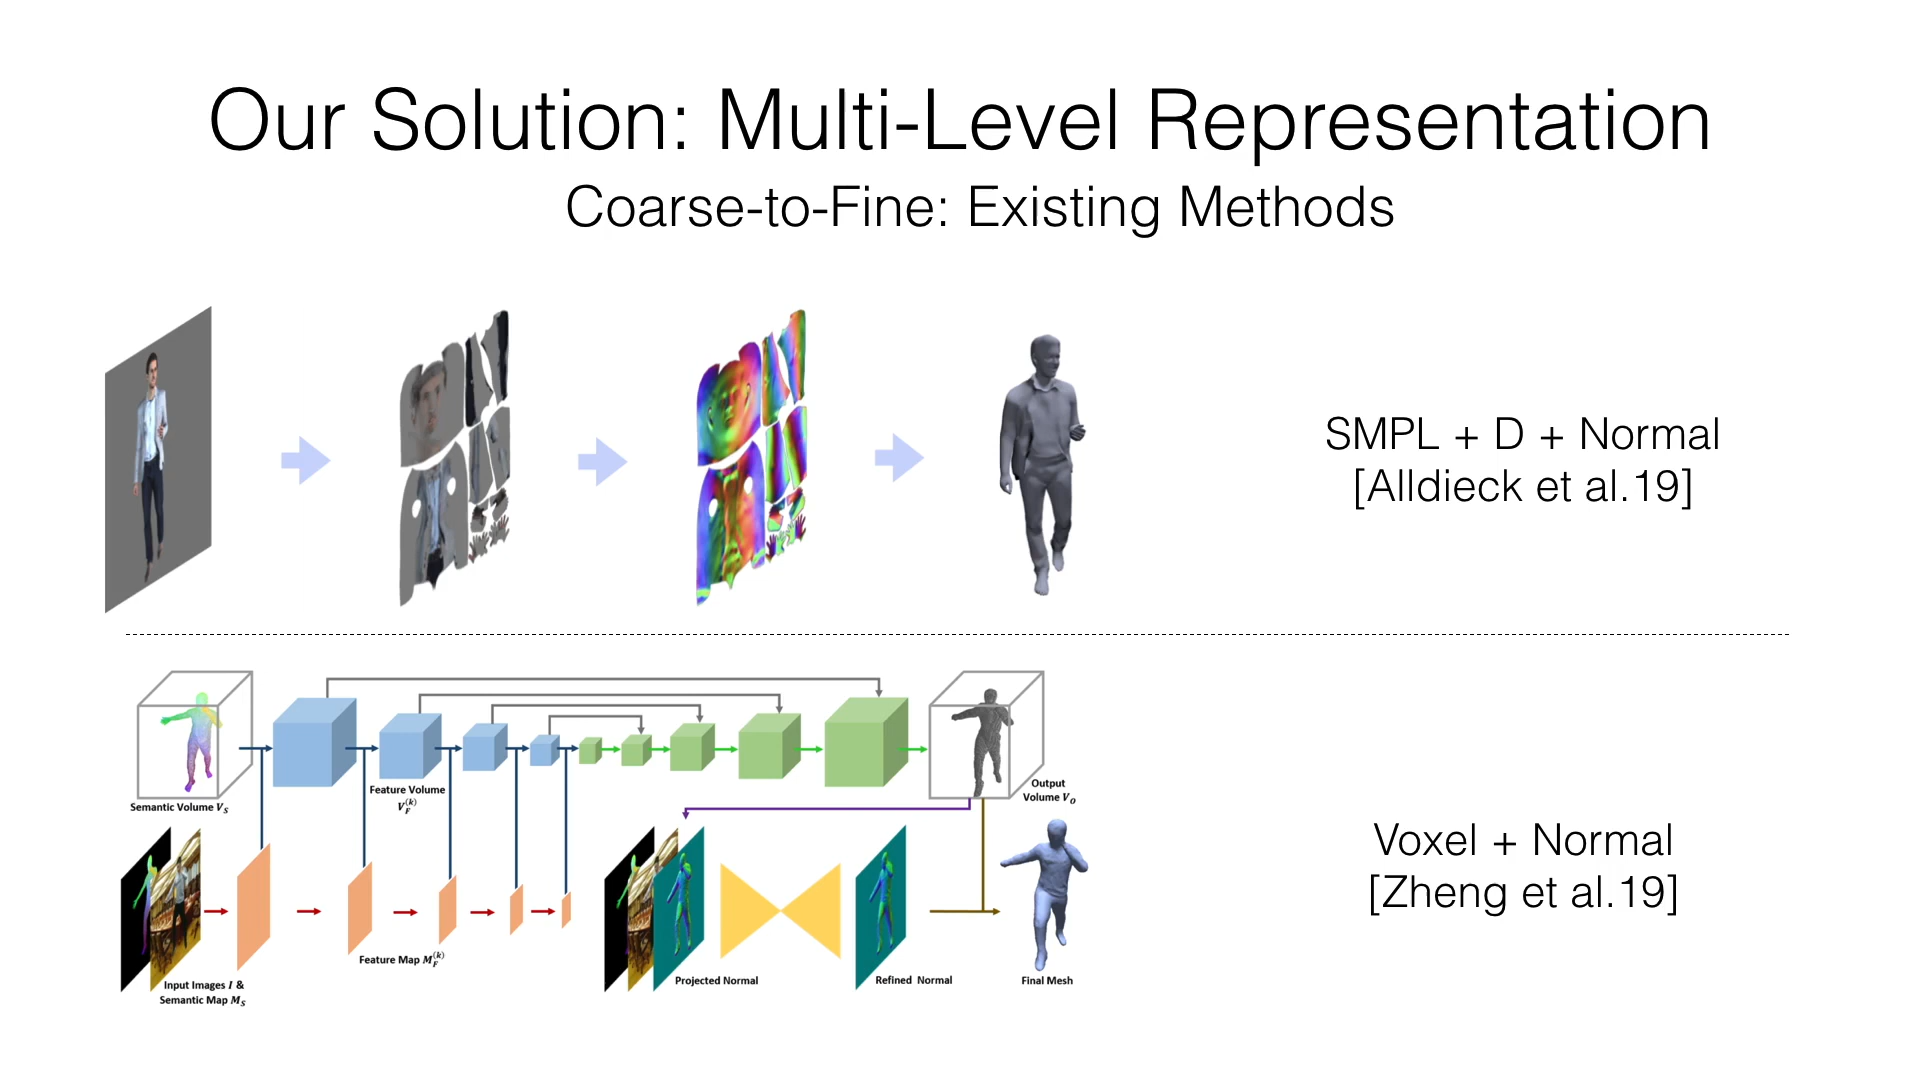 Our Solution: Multi-Level Representation
Coarse-to-Fine: Existing Methods
SMPL + D + Normal
[Alldieck et al.19]
Semantic Volume V_S
Feature Volume
V_F^(k)
Output
Volume V_O
Voxel + Normal
[Zheng et al.19]
Feature Map M_F^(k)
Input Images I &
Semantic Map M_S
Projected Normal
Refined Normal
Final Mesh